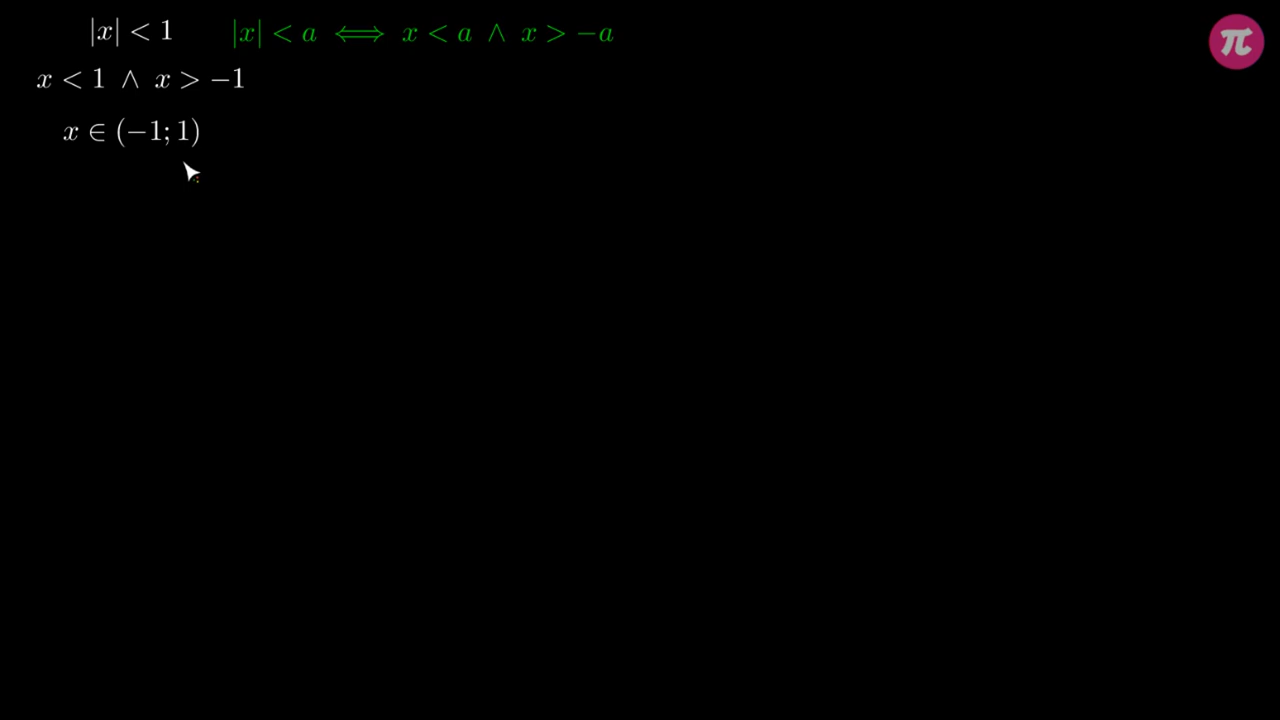 |x| < 1 |x| < a ⟺ x < a ∧ x > −a
x < 1 ∧ x > −1
x ∈ (−1; 1)
π